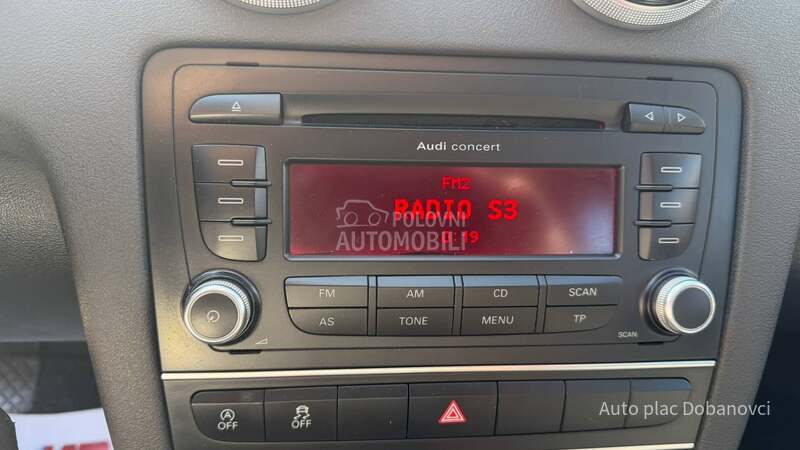 Audi concert
FM2
RADIO S3
POLOVNI
AUTOMOBILI
FM AM CD SCAN
AS TONE MENU TP
SCAN
OFF OFF
Auto plac Dobanovci